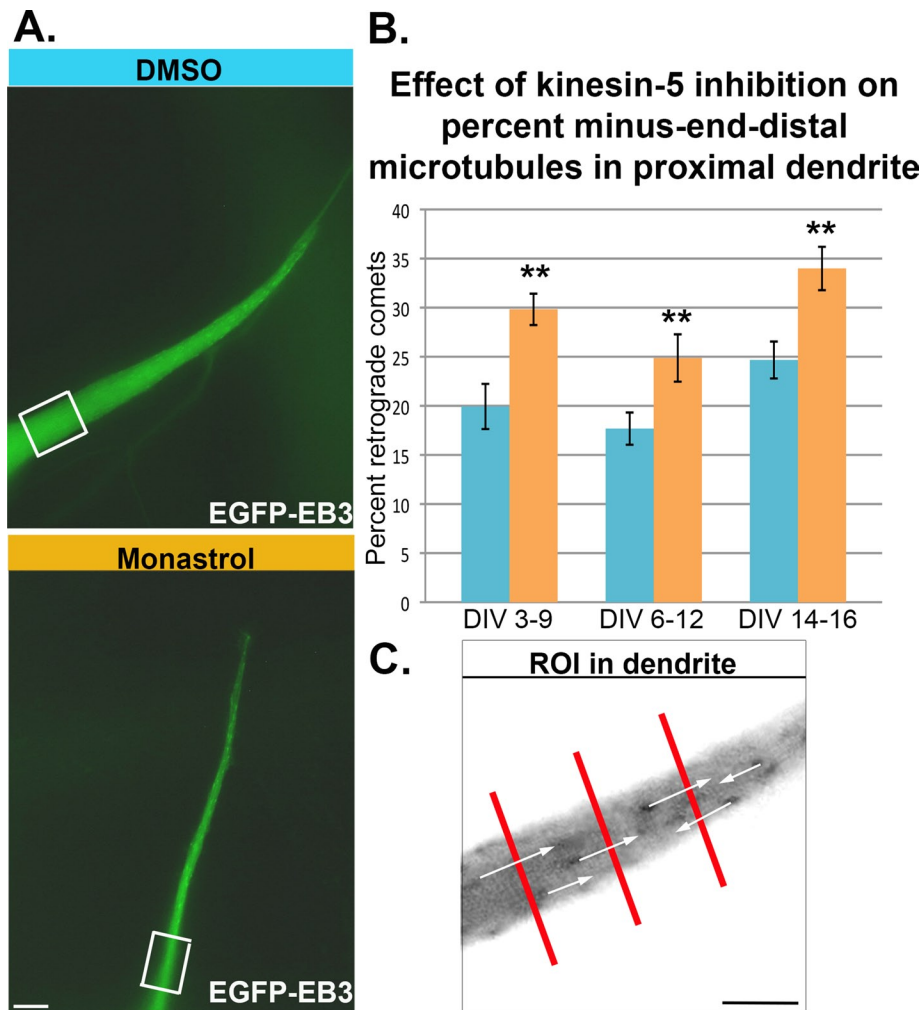 A.
DMSO
EGFP-EB3
Monastrol
EGFP-EB3
B.
Effect of kinesin-5 inhibition on
percent minus-end-distal
microtubules in proximal dendrite
Percent retrograde comets
40
35
30
25
20
15
10
5
0
**
**
**
DIV 3-9
DIV 6-12
DIV 14-16
C.
ROI in dendrite